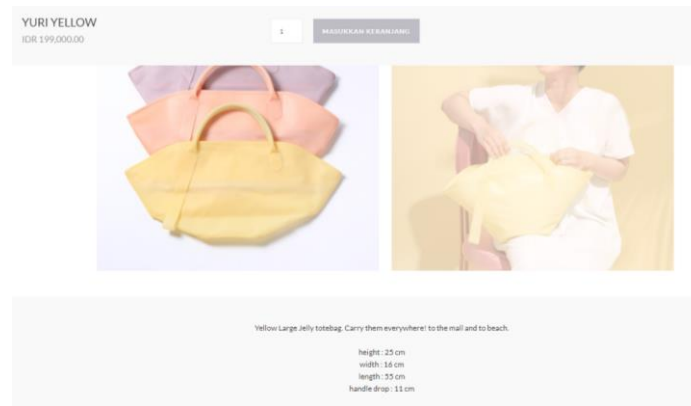 YURI YELLOW
IDR 199,000.00
1
MASUKKAN KERANJANG
Yellow Large Jelly totebag. Carry them everywhere! to the mall and to beach.
height : 25 cm
width : 16 cm
length : 55 cm
handle drop : 11 cm